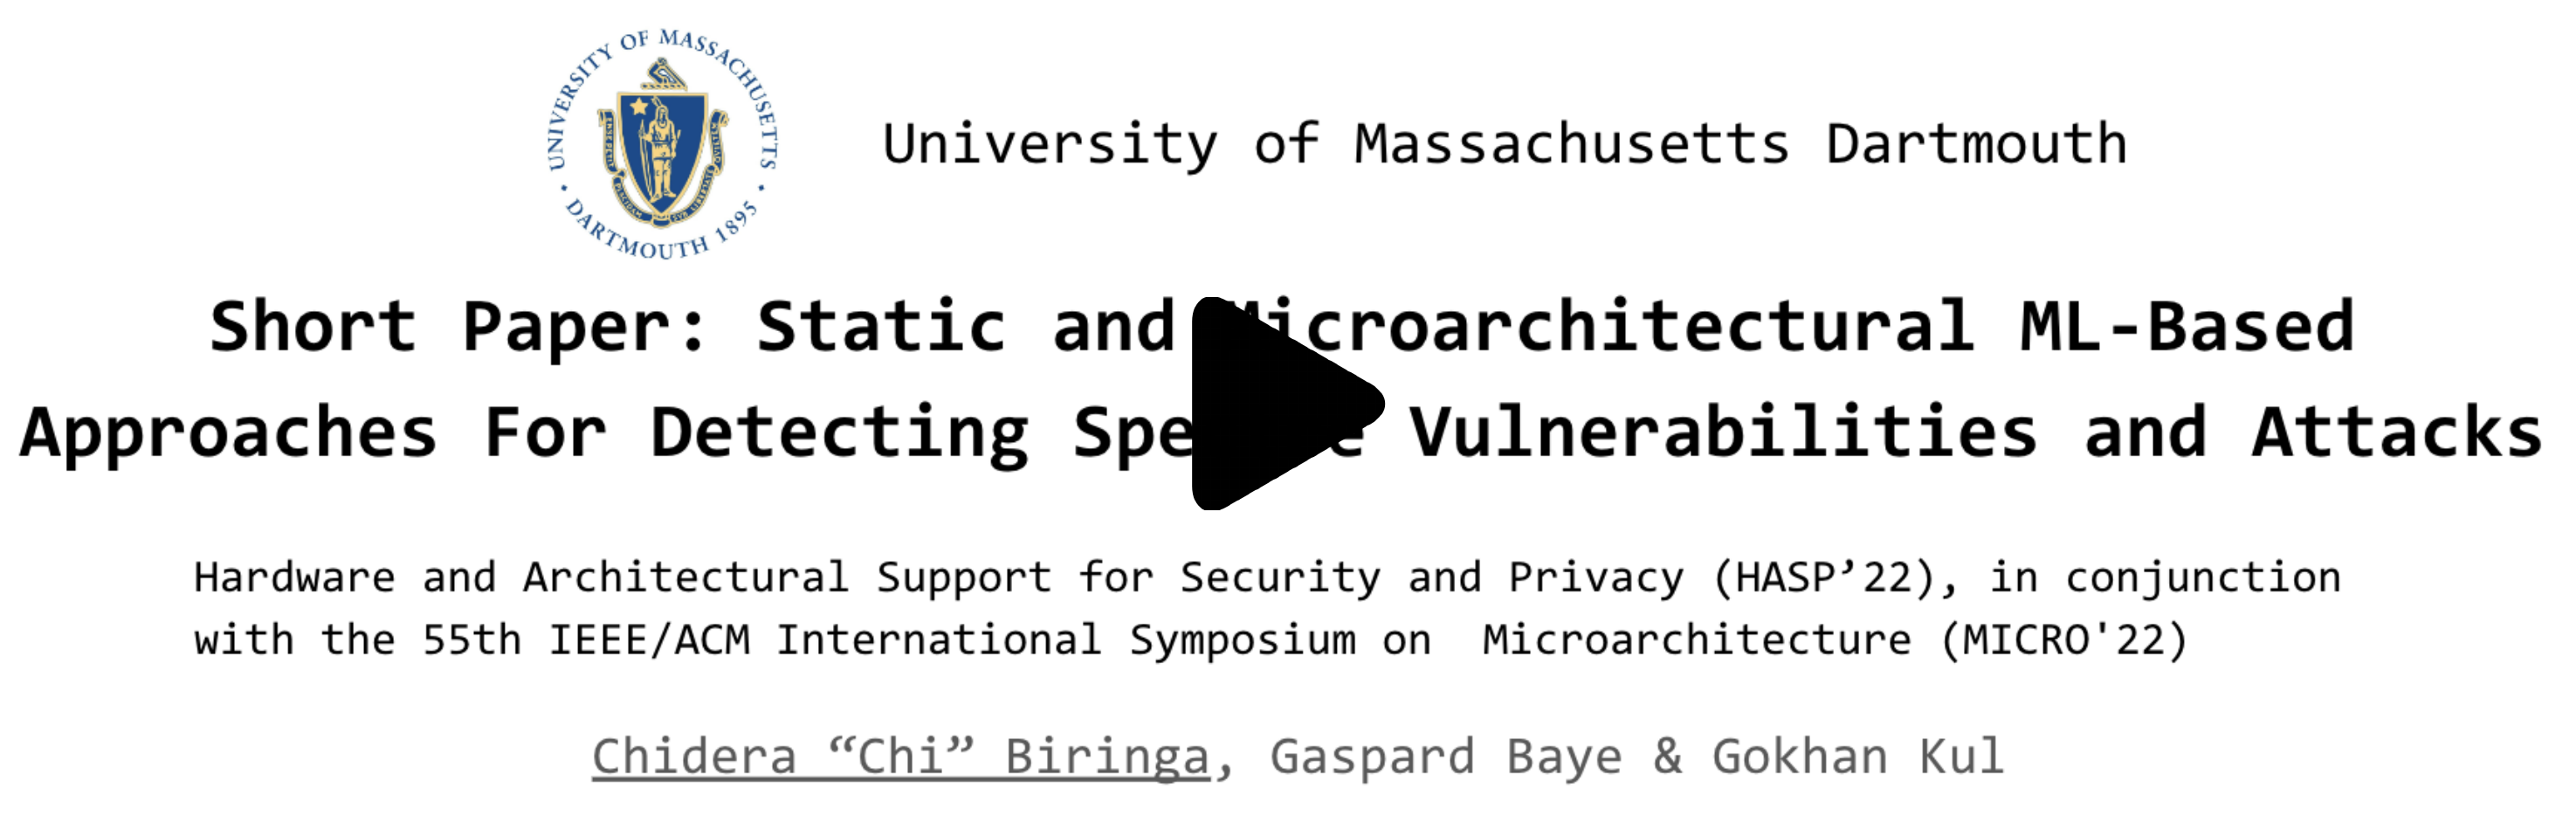 UNIVERSITY OF MASSACHUSETTS
DARTMOUTH 1895
University of Massachusetts Dartmouth
Short Paper: Static and icroarchitectural ML-Based
Approaches For Detecting Spe e Vulnerabilities and Attacks
Hardware and Architectural Support for Security and Privacy (HASP’22), in conjunction
with the 55th IEEE/ACM International Symposium on Microarchitecture (MICRO'22)
Chidera “Chi” Biringa, Gaspard Baye & Gokhan Kul